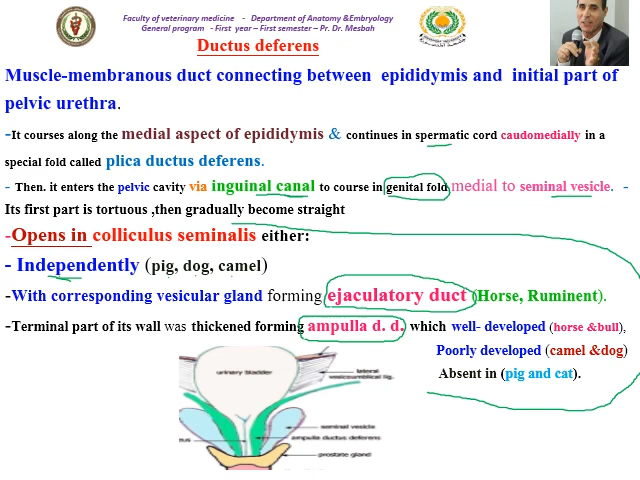 Faculty of veterinary medicine - Department of Anatomy &Embryology
General program - First year – First semester – Pr. Dr. Mesbah
Ductus deferens
Muscle-membranous duct connecting between epididymis and initial part of
pelvic urethra.
-It courses along the medial aspect of epididymis & continues in spermatic cord caudomedially in a
special fold called plica ductus deferens.
- Then. it enters the pelvic cavity via inguinal canal to course in genital fold medial to seminal vesicle. -
Its first part is tortuous ,then gradually become straight
-Opens in colliculus seminalis either:
- Independently (pig, dog, camel)
-With corresponding vesicular gland forming ejaculatory duct (Horse, Ruminent).
-Terminal part of its wall was thickened forming ampulla d. d. which well- developed (horse &bull),
Poorly developed (camel &dog)
Absent in (pig and cat).
urinary bladder
lateral
vesicoumbilical lig.
seminal vesicle
tus
ampulla ductus deferens
prostate gland